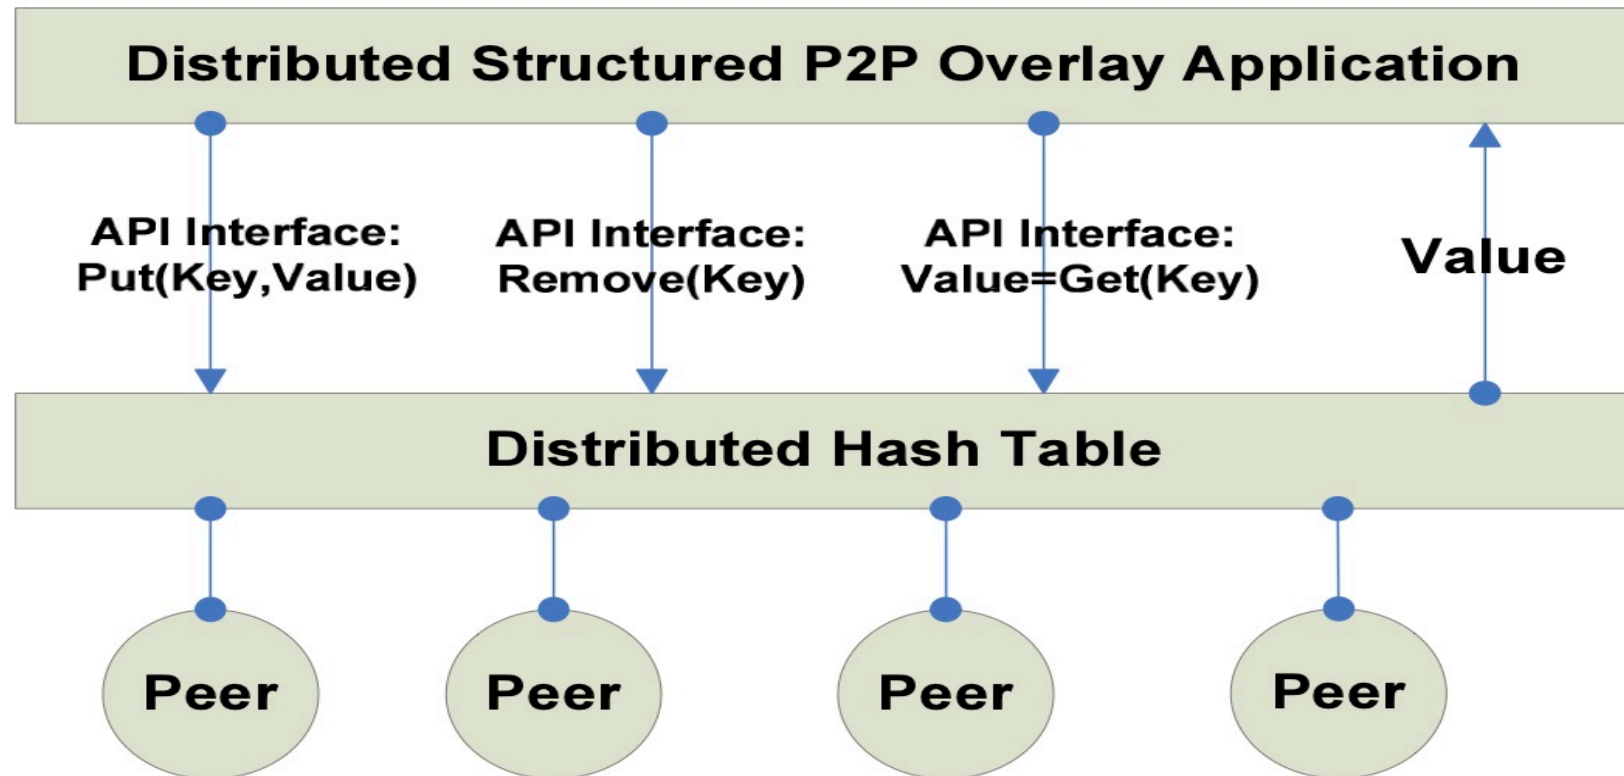 Distributed Structured P2P Overlay Application
API Interface:
Put(Key,Value)
API Interface:
Remove(Key)
API Interface:
Value=Get(Key)
Value
Distributed Hash Table
Peer
Peer
Peer
Peer